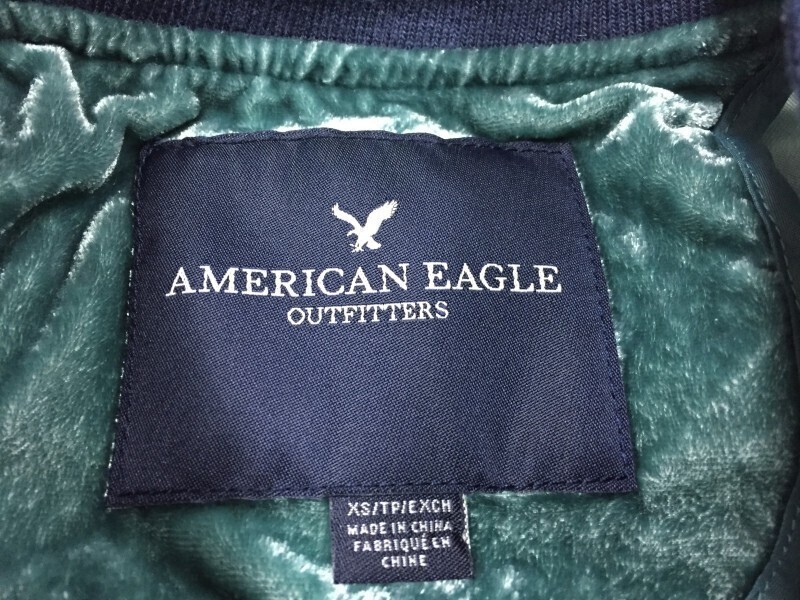 AMERICAN EAGLE
OUTFITTERS
XS/TP/EXCH
MADE IN CHINA
FABRIQUÉ EN
CHINE